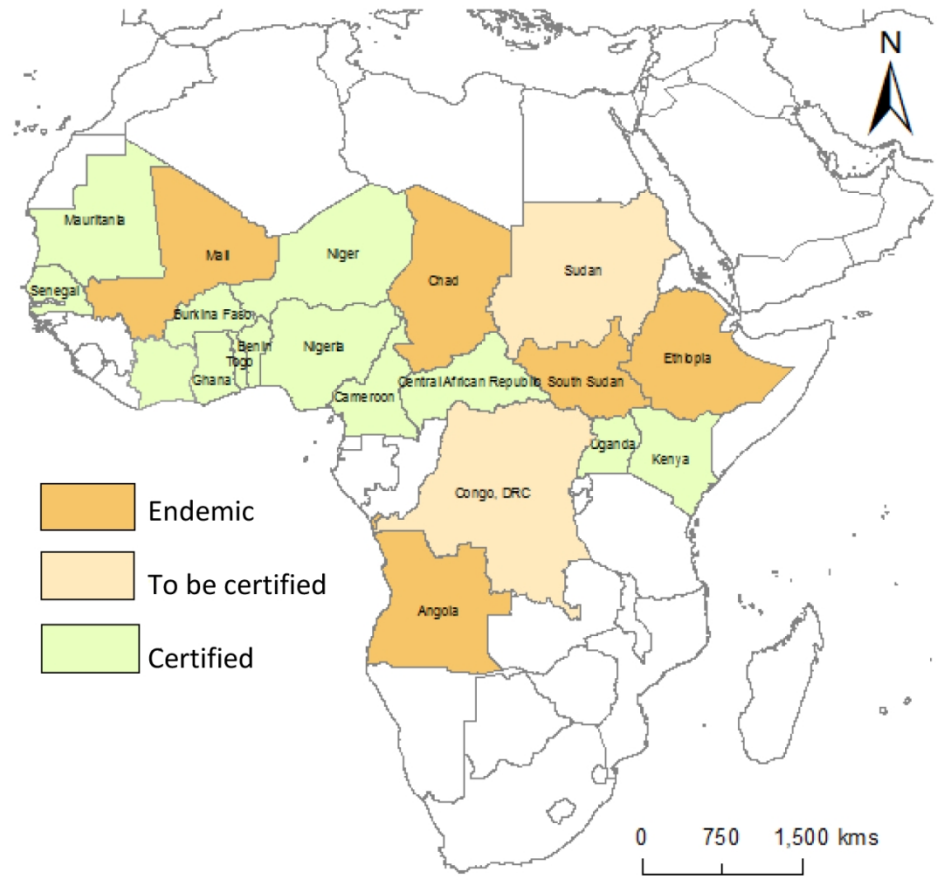 N
Mauritania
Mali
Niger
Chad
Sudan
Senegal
Burkina Faso
Benin
Togo
Ghana
Nigeria
Cameroon
Central African Republic
South Sudan
Ethiopia
Uganda
Kenya
Congo, DRC
Angola
Endemic
To be certified
Certified
0 750 1,500 kms